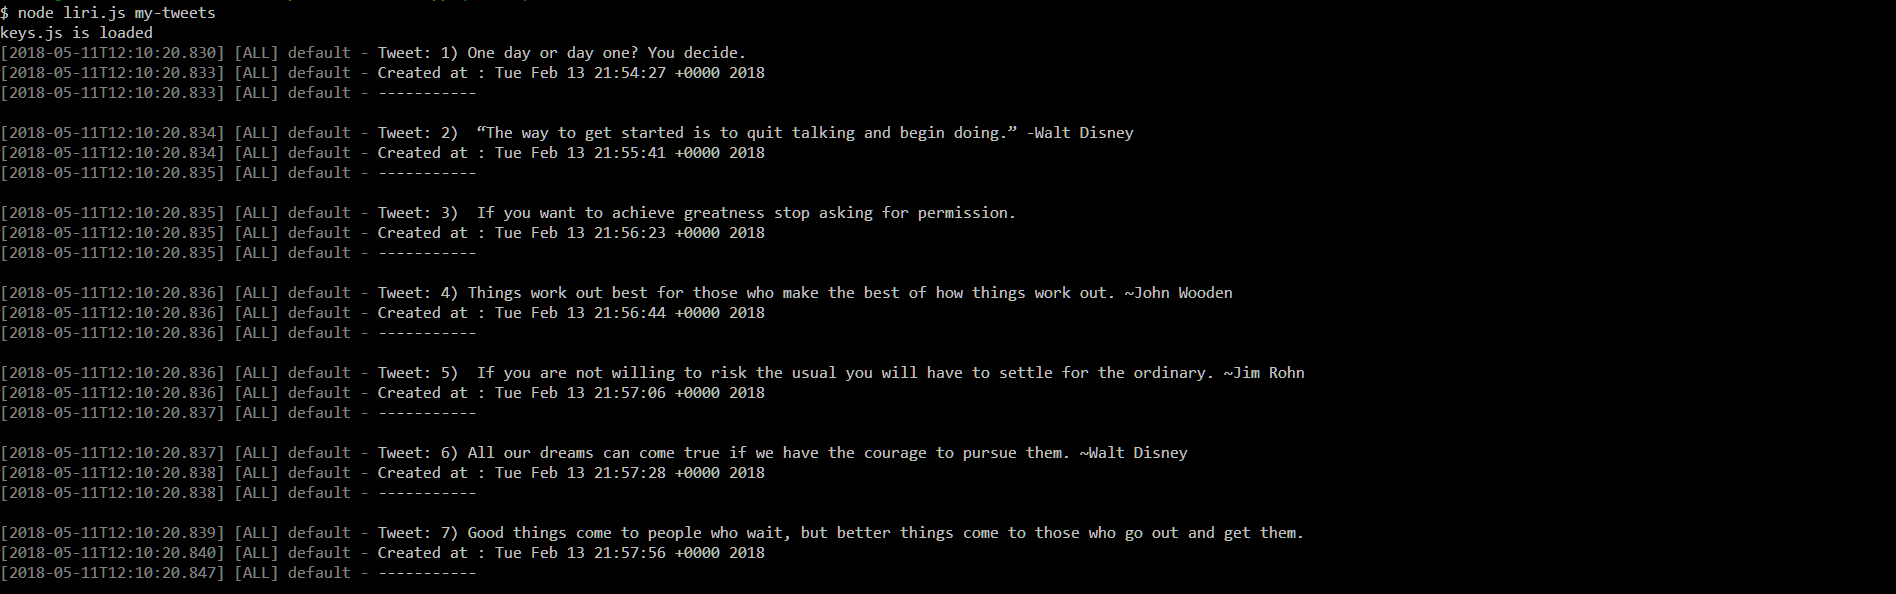 $ node liri.js my-tweets
keys.js is loaded
[2018-05-11T12:10:20.830] [ALL] default - Tweet: 1) One day or day one? You decide.
[2018-05-11T12:10:20.833] [ALL] default - Created at : Tue Feb 13 21:54:27 +0000 2018
[2018-05-11T12:10:20.833] [ALL] default - -----------
[2018-05-11T12:10:20.834] [ALL] default - Tweet: 2)  “The way to get started is to quit talking and begin doing.” -Walt Disney
[2018-05-11T12:10:20.834] [ALL] default - Created at : Tue Feb 13 21:55:41 +0000 2018
[2018-05-11T12:10:20.835] [ALL] default - -----------
[2018-05-11T12:10:20.835] [ALL] default - Tweet: 3)  If you want to achieve greatness stop asking for permission.
[2018-05-11T12:10:20.835] [ALL] default - Created at : Tue Feb 13 21:56:23 +0000 2018
[2018-05-11T12:10:20.835] [ALL] default - -----------
[2018-05-11T12:10:20.836] [ALL] default - Tweet: 4) Things work out best for those who make the best of how things work out. ~John Wooden
[2018-05-11T12:10:20.836] [ALL] default - Created at : Tue Feb 13 21:56:44 +0000 2018
[2018-05-11T12:10:20.836] [ALL] default - -----------
[2018-05-11T12:10:20.836] [ALL] default - Tweet: 5)  If you are not willing to risk the usual you will have to settle for the ordinary. ~Jim Rohn
[2018-05-11T12:10:20.836] [ALL] default - Created at : Tue Feb 13 21:57:06 +0000 2018
[2018-05-11T12:10:20.837] [ALL] default - -----------
[2018-05-11T12:10:20.837] [ALL] default - Tweet: 6) All our dreams can come true if we have the courage to pursue them. ~Walt Disney
[2018-05-11T12:10:20.838] [ALL] default - Created at : Tue Feb 13 21:57:28 +0000 2018
[2018-05-11T12:10:20.838] [ALL] default - -----------
[2018-05-11T12:10:20.839] [ALL] default - Tweet: 7) Good things come to people who wait, but better things come to those who go out and get them.
[2018-05-11T12:10:20.840] [ALL] default - Created at : Tue Feb 13 21:57:56 +0000 2018
[2018-05-11T12:10:20.847] [ALL] default - -----------